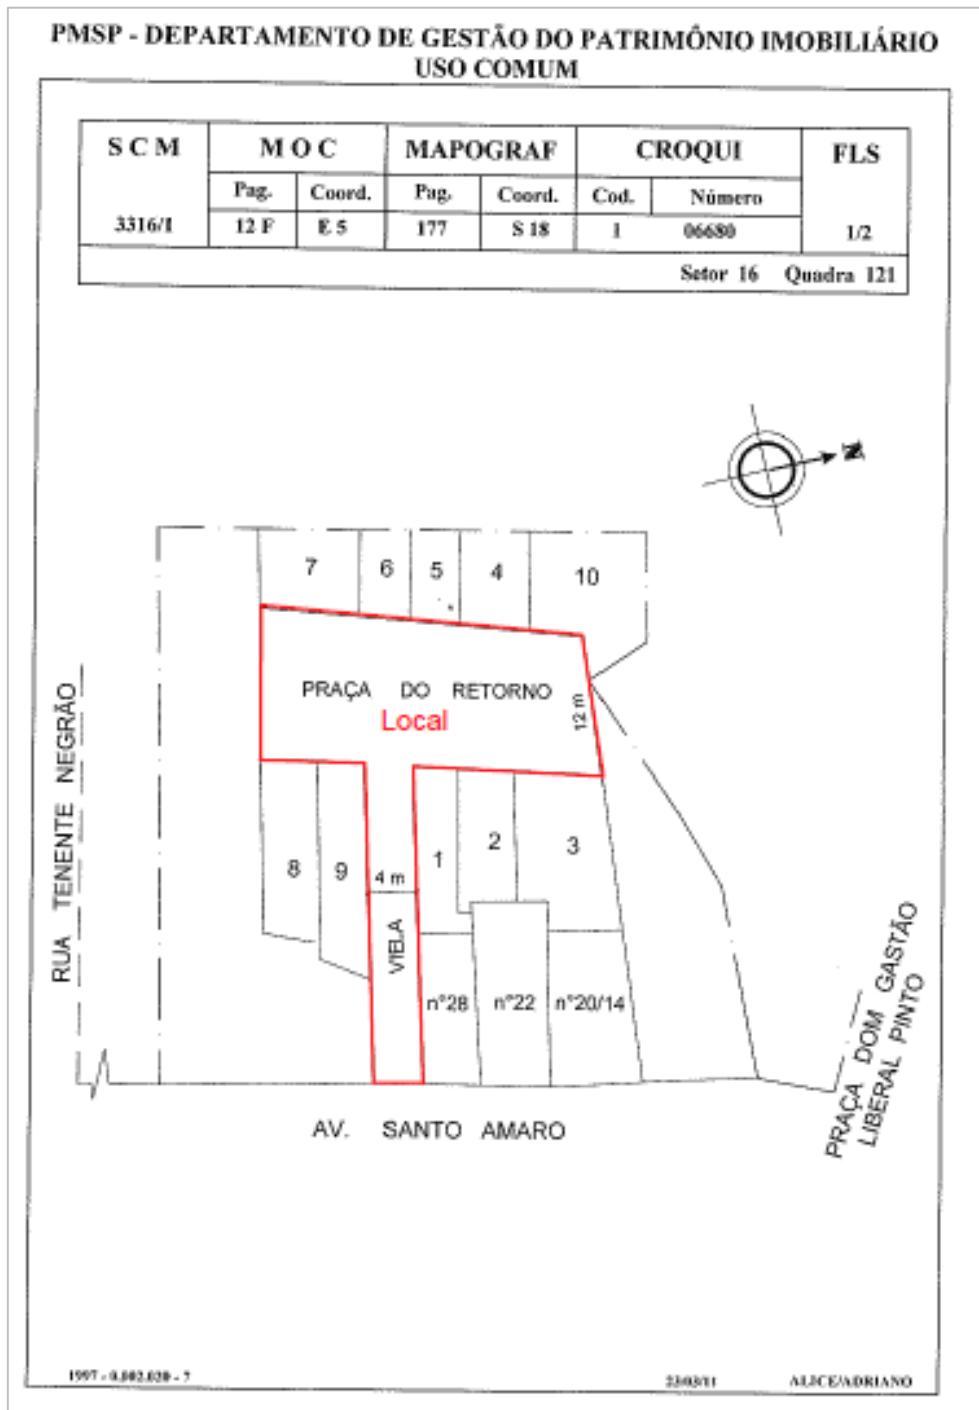 PMSP - DEPARTAMENTO DE GESTÃO DO PATRIMÔNIO IMOBILIÁRIO
USO COMUM
S C M M O C MAPOGRAF CROQUI FLS
Pag. Coord. Pag. Coord. Cod. Número
3316/1 12 F E 5 177 S 18 1 06680 1/2
Setor 16 Quadra 121
N
7 6 5 4 10
PRAÇA DO RETORNO
Local
12 m
RUA TENENTE NEGRÃO
8 9 1 2 3
4 m
VIELA
n°28 n°22 n°20/14
PRAÇA DOM GASTÃO
LIBERAL PINTO
AV. SANTO AMARO
1997 - 0.002.020 - 7 23/03/11 ALICE/ADRIANO